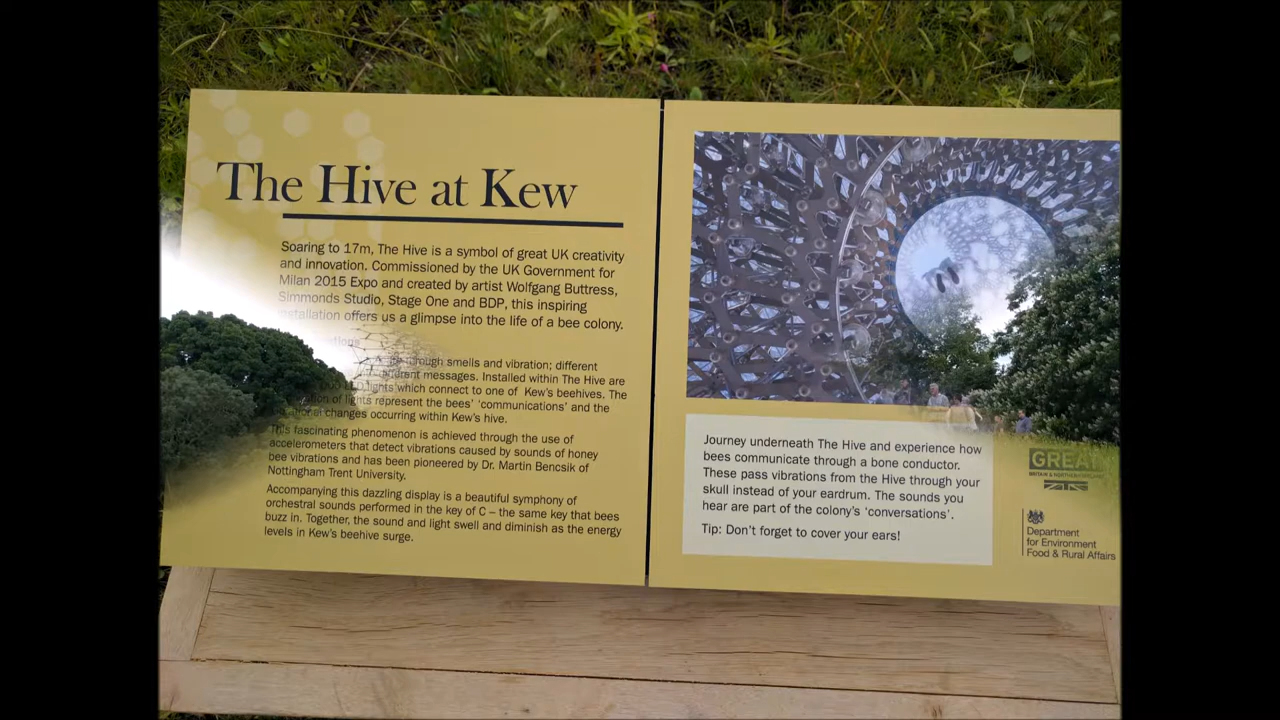 The Hive at Kew
Soaring to 17m, The Hive is a symbol of great UK creativity
and innovation. Commissioned by the UK Government for
Milan 2015 Expo and created by artist Wolfgang Buttress,
Simmonds Studio, Stage One and BDP, this inspiring
installation offers us a glimpse into the life of a bee colony.
through smells and vibration; different
different messages. Installed within The Hive are
lights which connect to one of Kew's beehives. The
of lights represent the bees' 'communications' and the
changes occurring within Kew's hive.
This fascinating phenomenon is achieved through the use of
accelerometers that detect vibrations caused by sounds of honey
bee vibrations and has been pioneered by Dr. Martin Bencsik of
Nottingham Trent University.
Accompanying this dazzling display is a beautiful symphony of
orchestral sounds performed in the key of C – the same key that bees
buzz in. Together, the sound and light swell and diminish as the energy
levels in Kew's beehive surge.
Journey underneath The Hive and experience how
bees communicate through a bone conductor.
These pass vibrations from the Hive through your
skull instead of your eardrum. The sounds you
hear are part of the colony's 'conversations'.
Tip: Don't forget to cover your ears!
GREAT
BRITAIN & NORTHERN IRELAND
Department
for Environment
Food & Rural Affairs